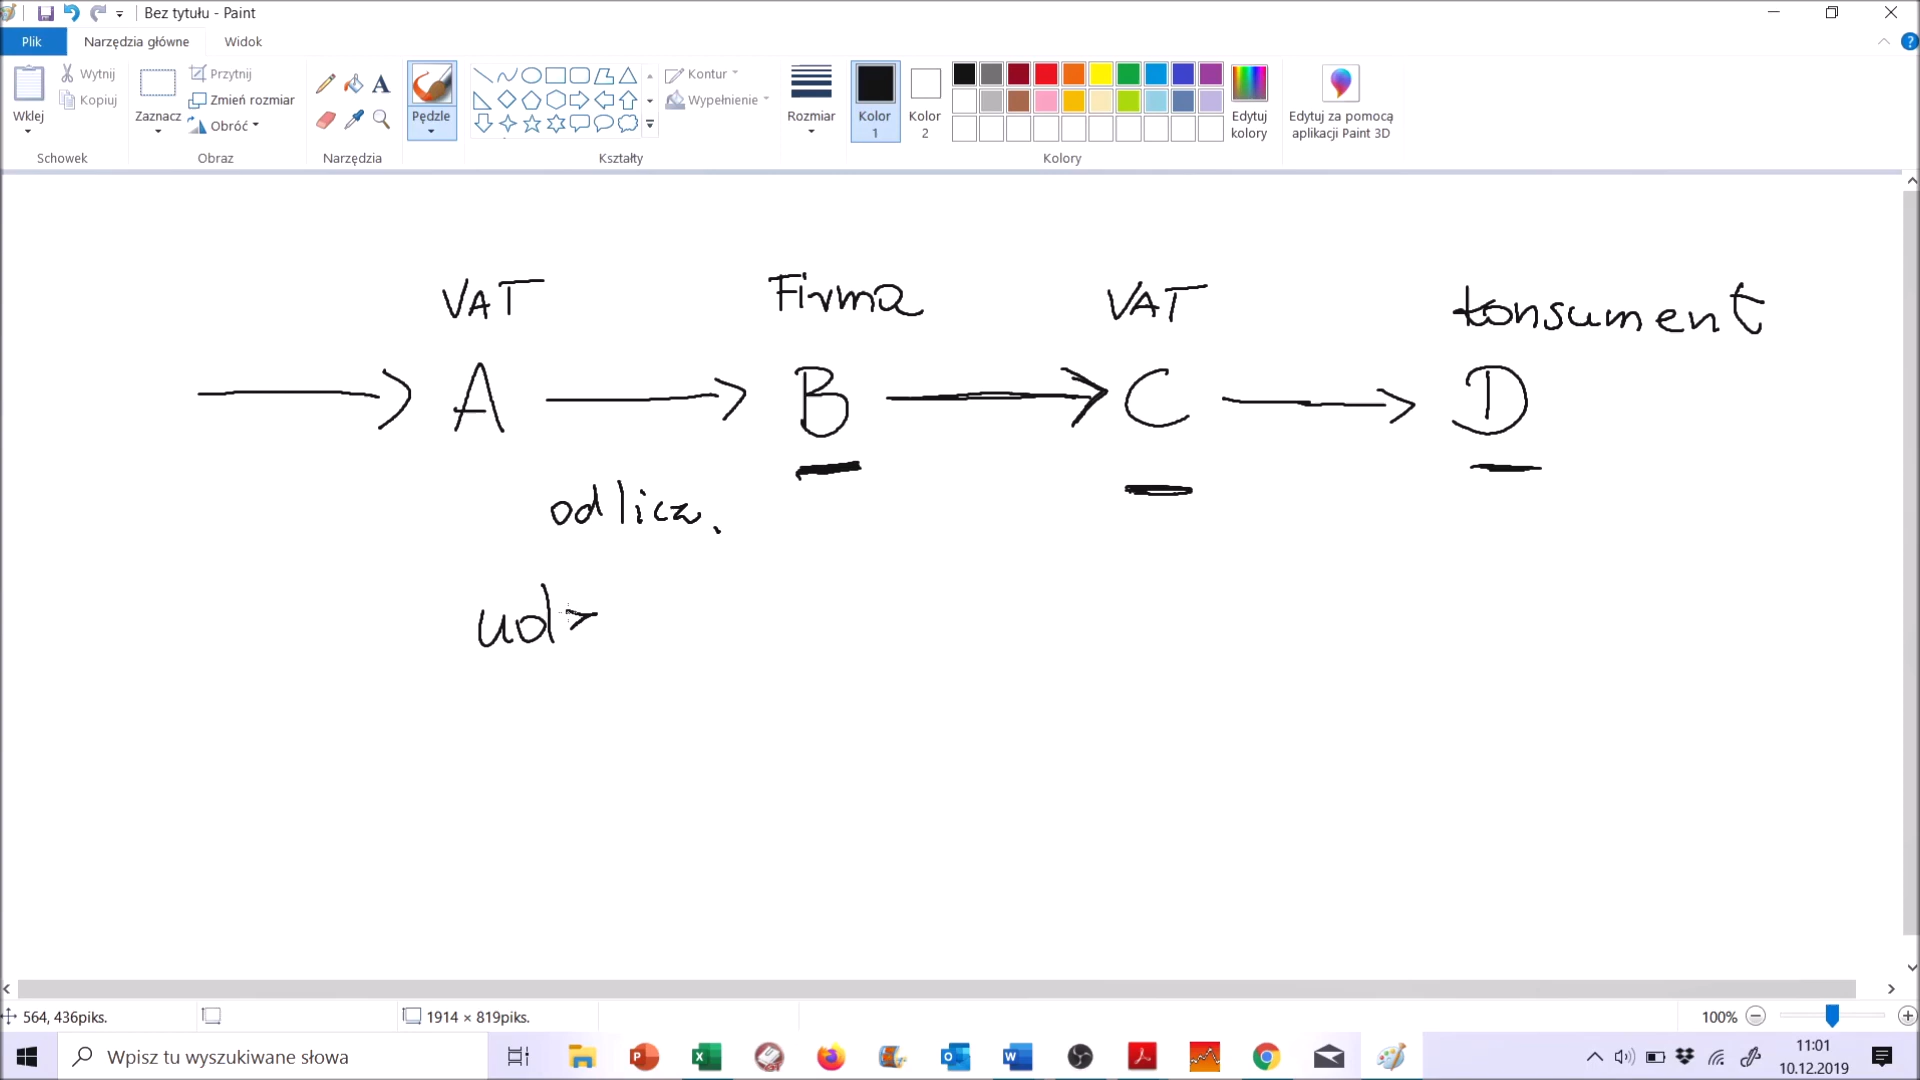 Bez tytułu - Paint
Plik Narzędzia główne Widok
Wklej Wytnij Kopiuj
Schowek
Zaznacz Przytnij Zmień rozmiar Obróć
Obraz
Narzędzia
Pędzle
Kształty
Kontur
Wypełnienie
Rozmiar
Kolor 1
Kolor 2
Kolory
Edytuj kolory
Edytuj za pomocą aplikacji Paint 3D
VAT Firma VAT konsument
A B C D
odlicz.
564, 436piks. 1914 × 819piks. 100%
Wpisz tu wyszukiwane słowa
11:01
10.12.2019